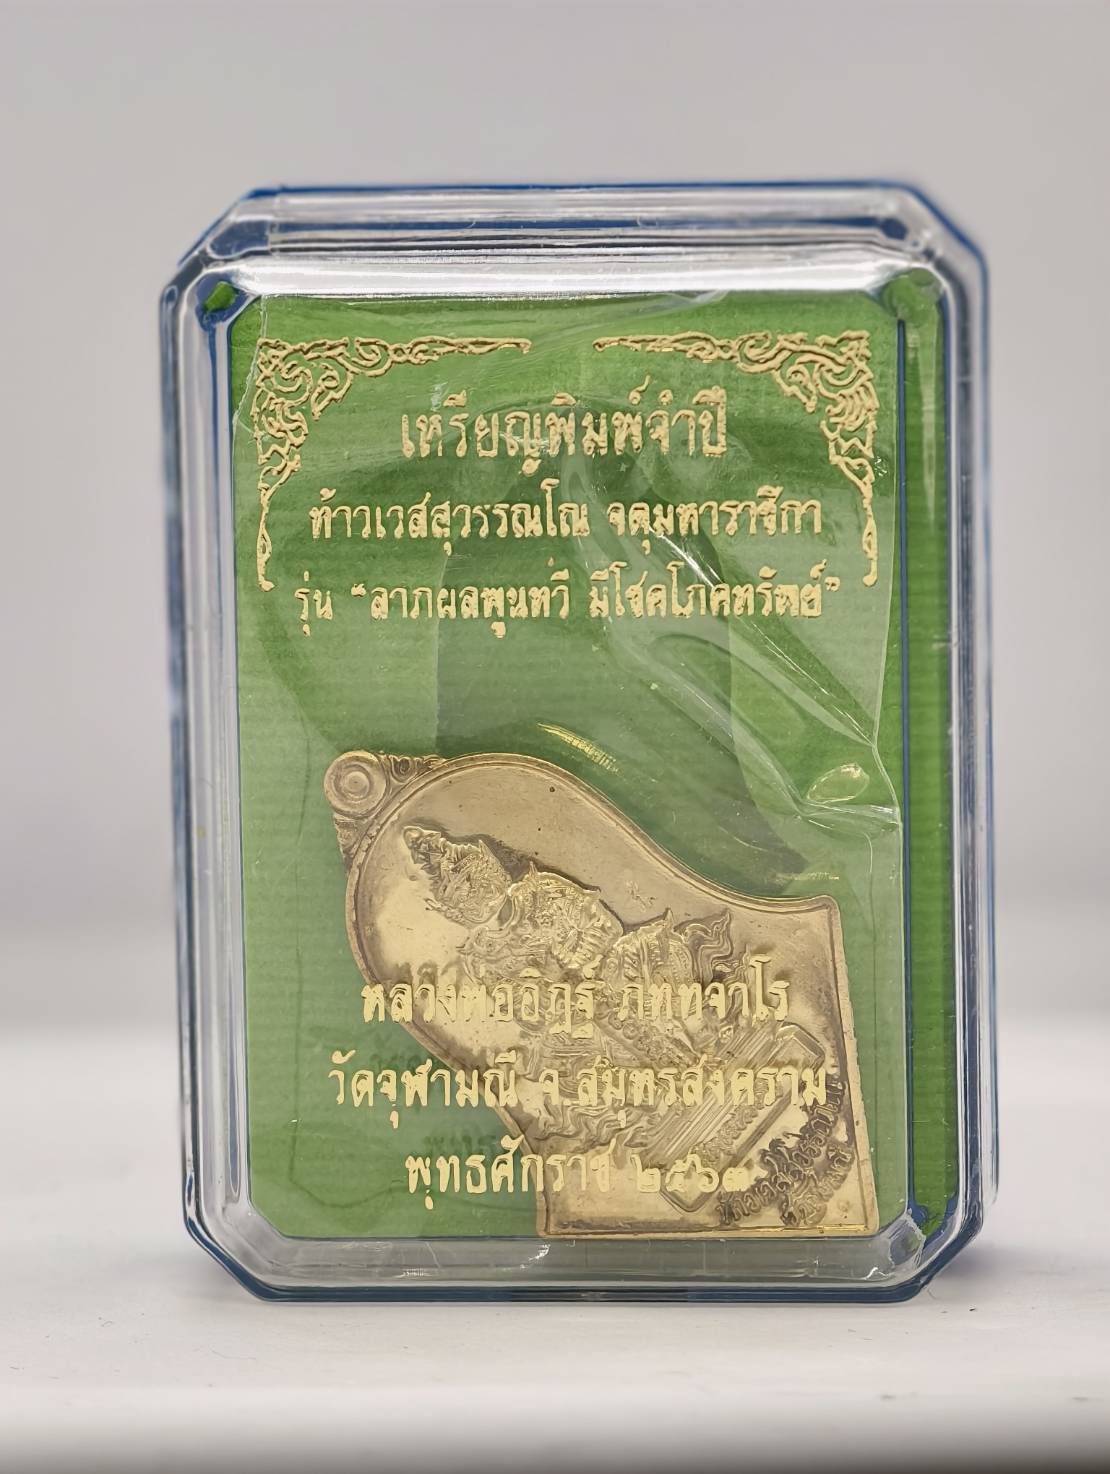 เหรียญพิมพ์จำปี
ท้าวเวสสุวรรณโณ จตุมหาราชิกา
รุ่น "ลาภผลพูนทวี มีโชคโภคทรัพย์"
หลวงพ่ออิฏฐ์ ภทฺทจาโร
วัดจุฬามณี จ.สมุทรสงคราม
พุทธศักราช ๒๕๖๓